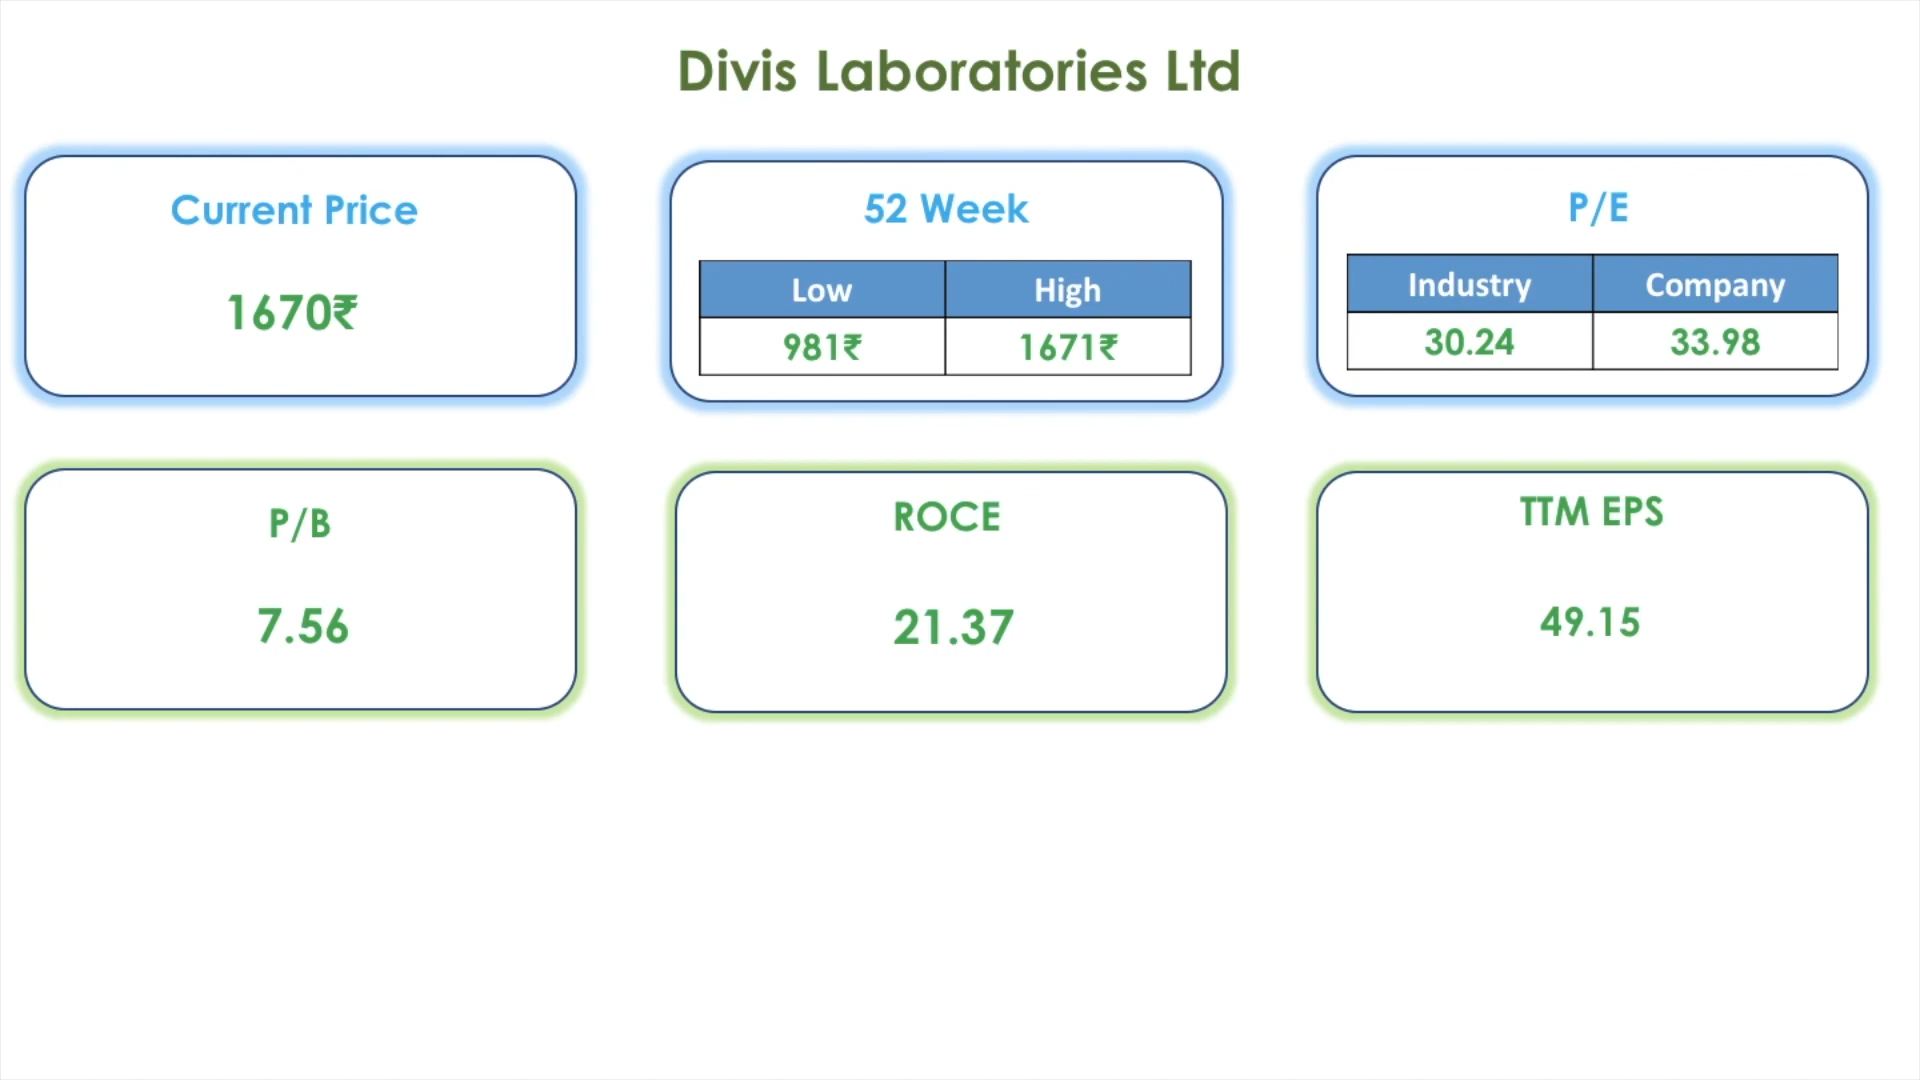 Divis Laboratories Ltd
Current Price
1670₹
52 Week
Low High
981₹ 1671₹
P/E
Industry Company
30.24 33.98
P/B
7.56
ROCE
21.37
TTM EPS
49.15